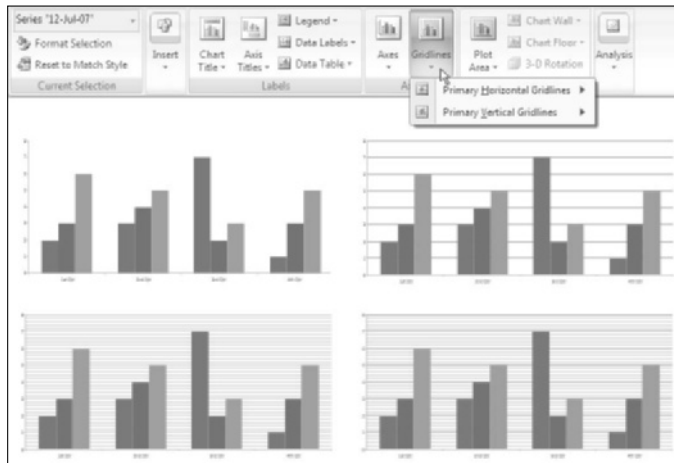 Series "12-Jul-07"
Format Selection
Reset to Match Style
Current Selection
Insert
Chart Title
Axis Titles
Legend
Data Labels
Data Table
Labels
Axes
Gridlines
Plot Area
Chart Wall
Chart Floor
3-D Rotation
Analysis
Primary Horizontal Gridlines
Primary Vertical Gridlines